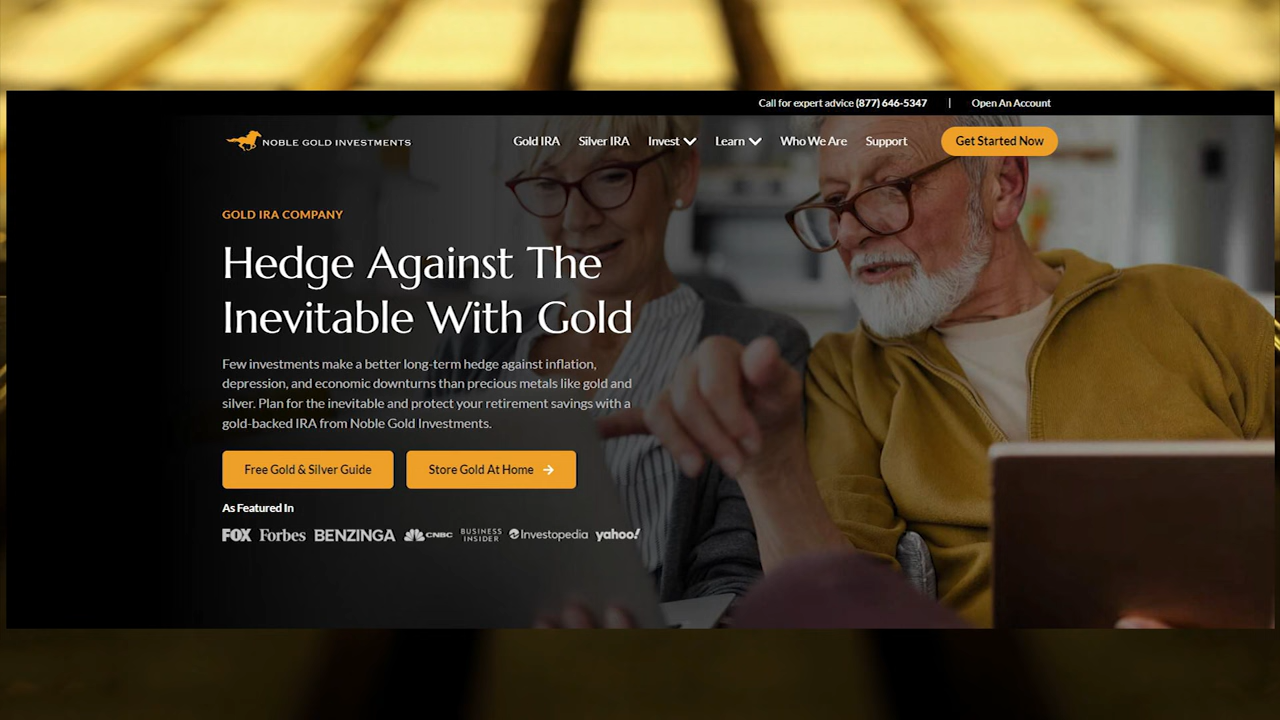 Call for expert advice (877) 646-5347 | Open An Account
NOBLE GOLD INVESTMENTS
Gold IRA Silver IRA Invest Learn Who We Are Support Get Started Now
GOLD IRA COMPANY
Hedge Against The
Inevitable With Gold
Few investments make a better long-term hedge against inflation,
depression, and economic downturns than precious metals like gold and
silver. Plan for the inevitable and protect your retirement savings with a
gold-backed IRA from Noble Gold Investments.
Free Gold & Silver Guide Store Gold At Home
As Featured In
FOX Forbes BENZINGA CNBC BUSINESS INSIDER Investopedia yahoo!